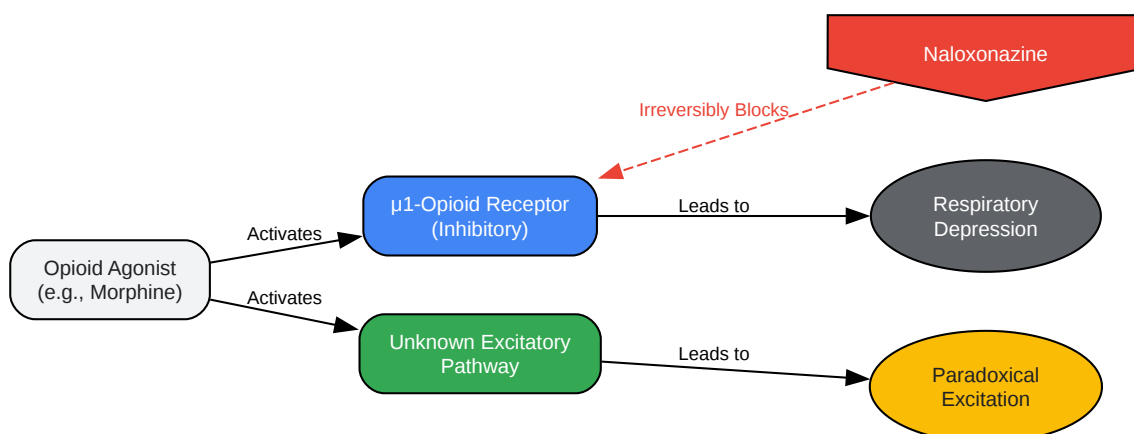 Naloxonazine
Irreversibly Blocks
μ1-Opioid Receptor
(Inhibitory)
Leads to
Respiratory
Depression
Activates
Opioid Agonist
(e.g., Morphine)
Activates
Unknown Excitatory
Pathway
Leads to
Paradoxical
Excitation